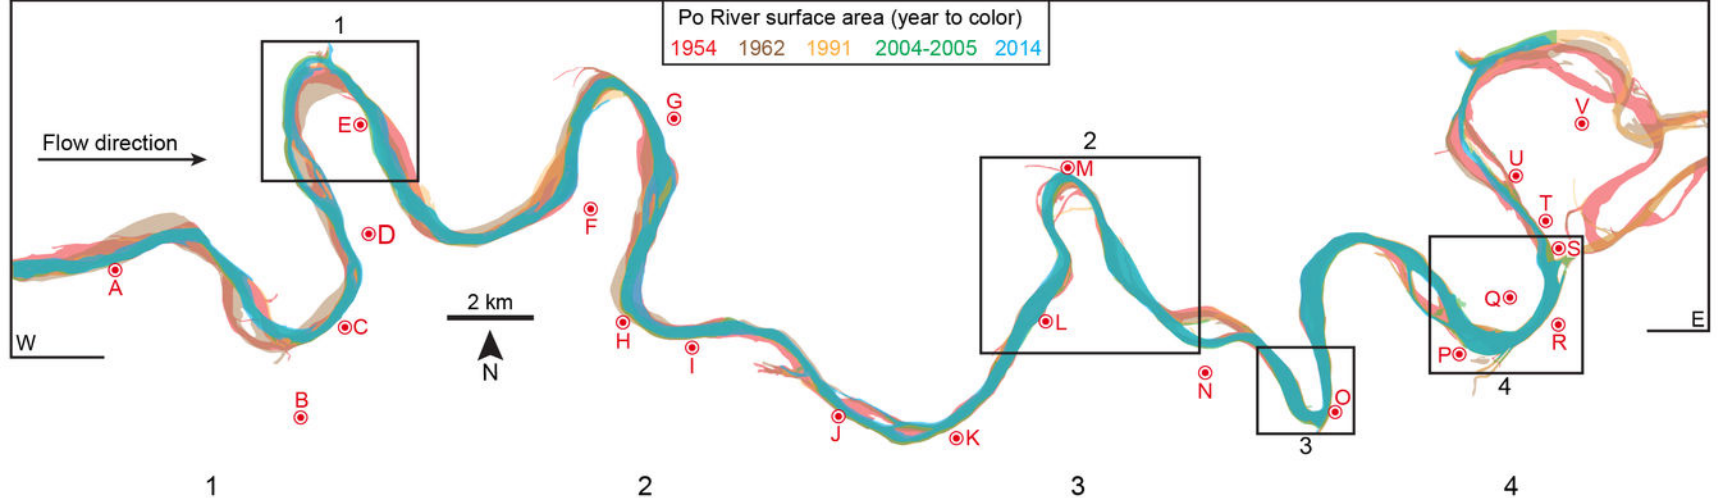 Po River surface area (year to color)
1954 1962 1991 2004-2005 2014
1
Flow direction
E
G
V
2
M
U
T
S
D
F
A
2 km
N
C
H
I
L
Q
R
P
4
W
E
B
J
K
N
O
3
1 2 3 4